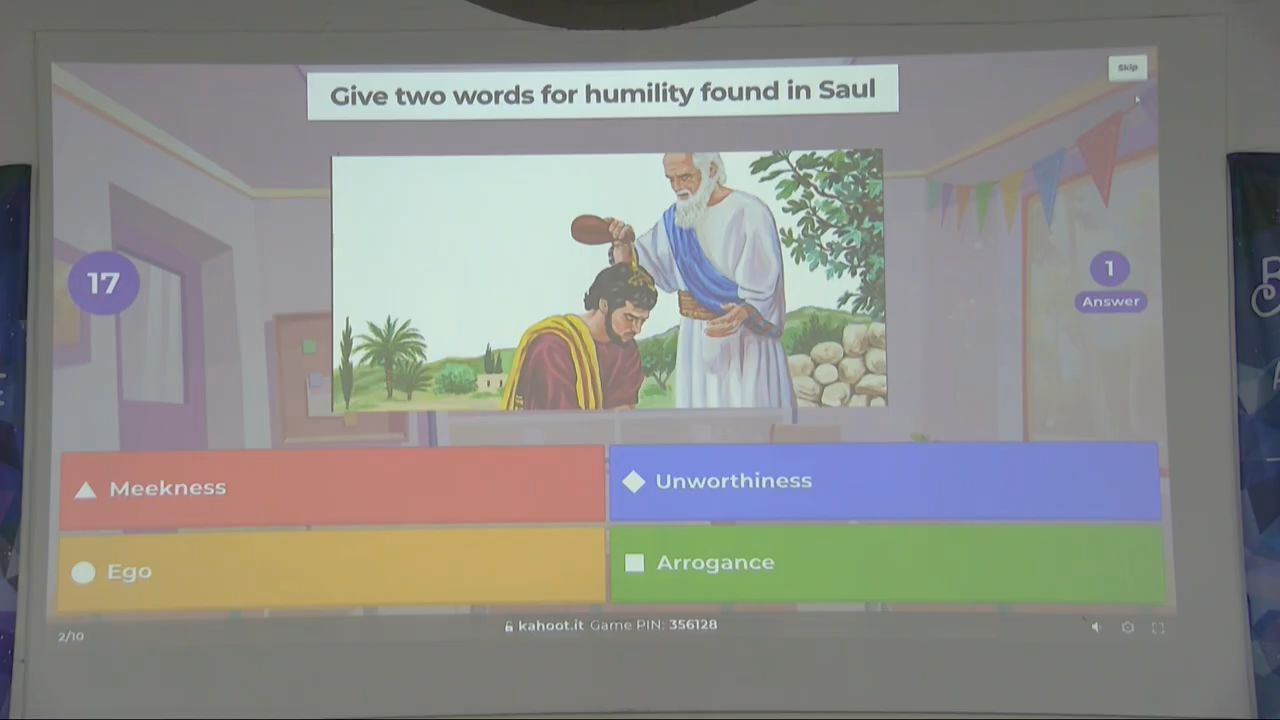 Give two words for humility found in Saul
Skip
17
1
Answer
Meekness
Unworthiness
Ego
Arrogance
2/10
kahoot.it Game PIN: 356128